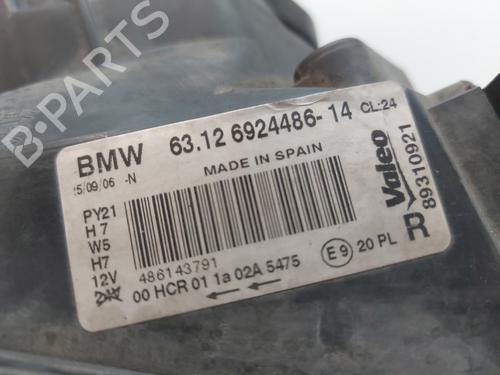 BMW 63.12 6924486-14 CL:24
5/09/06 -N
MADE IN SPAIN
PY21
H7
W5
H7
12V
486143791
00 HCR 01 1a 02A 5475
E9 20 PL
Valeo
R 89310921
B-PARTS